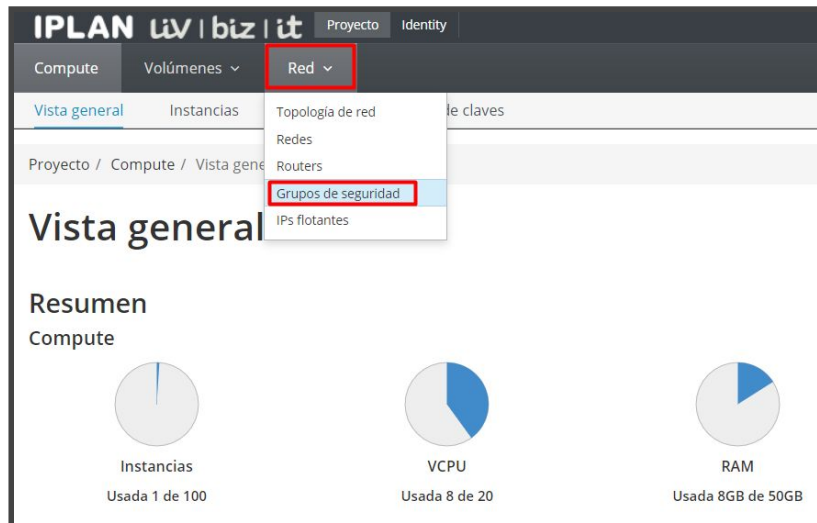 IPLAN liv | biz | it Proyecto Identity
Compute Volúmenes Red
Vista general Instancias de claves
Topología de red
Redes
Proyecto / Compute / Vista gene
Routers
Grupos de seguridad
IPs flotantes
Vista general
Resumen
Compute
Instancias VCPU RAM
Usada 1 de 100 Usada 8 de 20 Usada 8GB de 50GB